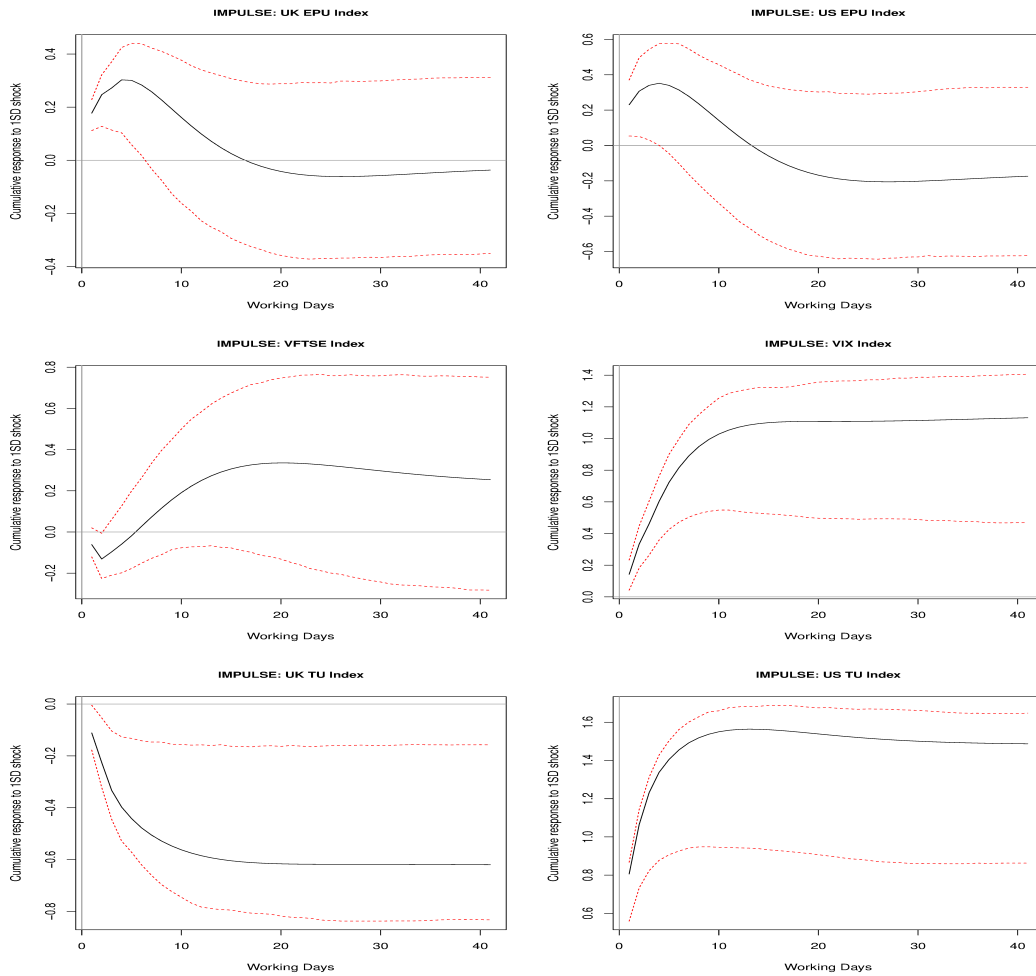 IMPULSE: UK EPU Index
Cumulative response to 1SD shock
0.4
0.2
0.0
−0.2
−0.4
0 10 20 30 40
Working Days
IMPULSE: US EPU Index
Cumulative response to 1SD shock
0.6
0.4
0.2
0.0
−0.2
−0.4
−0.6
0 10 20 30 40
Working Days
IMPULSE: VFTSE Index
Cumulative response to 1SD shock
0.8
0.6
0.4
0.2
0.0
−0.2
0 10 20 30 40
Working Days
IMPULSE: VIX Index
Cumulative response to 1SD shock
1.4
1.2
1.0
0.8
0.6
0.4
0.2
0.0
0 10 20 30 40
Working Days
IMPULSE: UK TU Index
Cumulative response to 1SD shock
0.0
−0.2
−0.4
−0.6
−0.8
0 10 20 30 40
Working Days
IMPULSE: US TU Index
Cumulative response to 1SD shock
1.6
1.4
1.2
1.0
0.8
0.6
0 10 20 30 40
Working Days